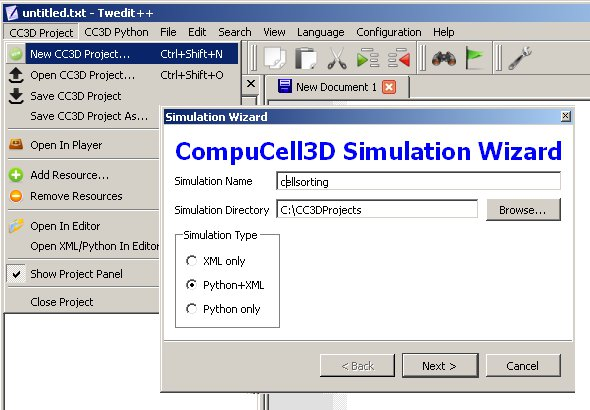 untitled.txt - Twedit++
CC3D Project CC3D Python File Edit Search View Language Configuration Help
New CC3D Project... Ctrl+Shift+N
Open CC3D Project... Ctrl+Shift+O
Save CC3D Project
Save CC3D Project As...
Open In Player
Add Resource...
Remove Resources
Open In Editor
Open XML/Python In Editor
Show Project Panel
Close Project
New Document 1
Simulation Wizard
CompuCell3D Simulation Wizard
Simulation Name cellsorting
Simulation Directory C:\CC3DProjects Browse...
Simulation Type
XML only
Python+XML
Python only
< Back Next > Cancel